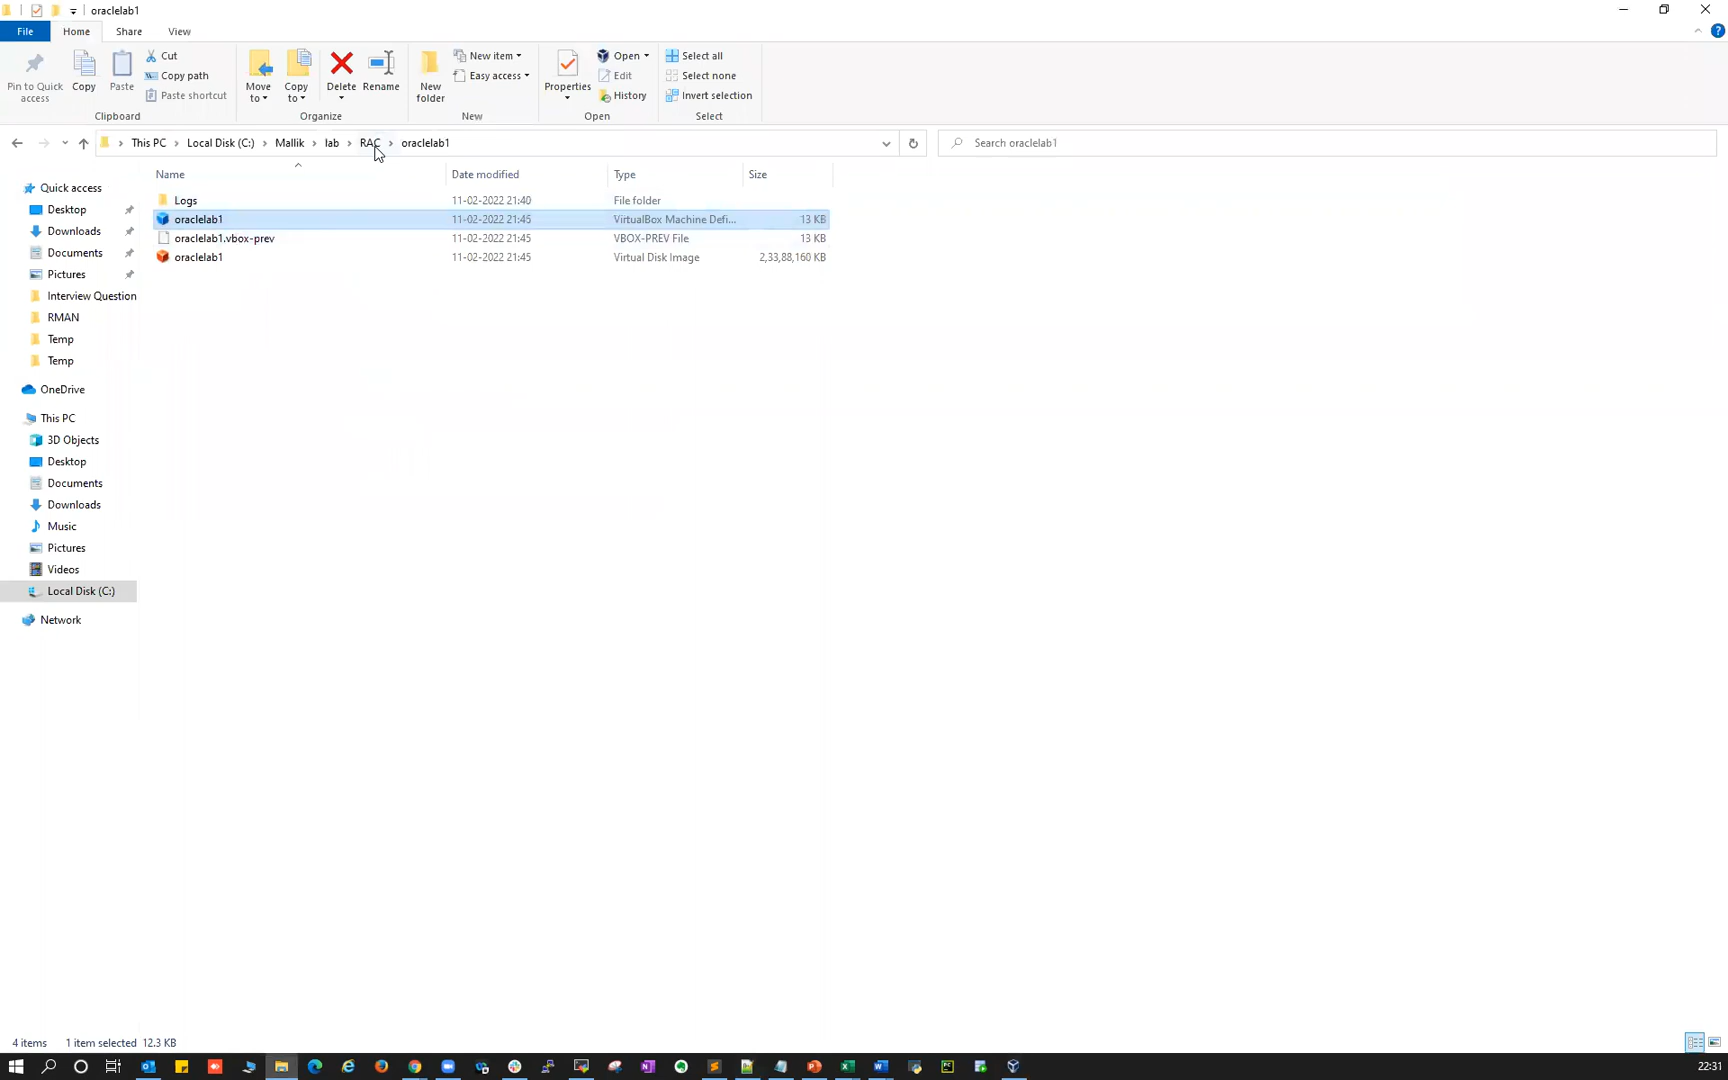 oraclelab1
File Home Share View
Pin to Quick access
Copy
Paste
Cut
Copy path
Paste shortcut
Clipboard
Move to
Copy to
Delete
Rename
Organize
New folder
New item
Easy access
New
Properties
Open
Edit
History
Open
Select all
Select none
Invert selection
Select
This PC Local Disk (C:) Mallik lab RAC oraclelab1
Search oraclelab1
Name Date modified Type Size
Logs 11-02-2022 21:40 File folder
oraclelab1 11-02-2022 21:45 VirtualBox Machine Defi... 13 KB
oraclelab1.vbox-prev 11-02-2022 21:45 VBOX-PREV File 13 KB
oraclelab1 11-02-2022 21:45 Virtual Disk Image 2,33,88,160 KB
Quick access
Desktop
Downloads
Documents
Pictures
Interview Question
RMAN
Temp
Temp
OneDrive
This PC
3D Objects
Desktop
Documents
Downloads
Music
Pictures
Videos
Local Disk (C:)
Network
4 items 1 item selected 12.3 KB
22:31